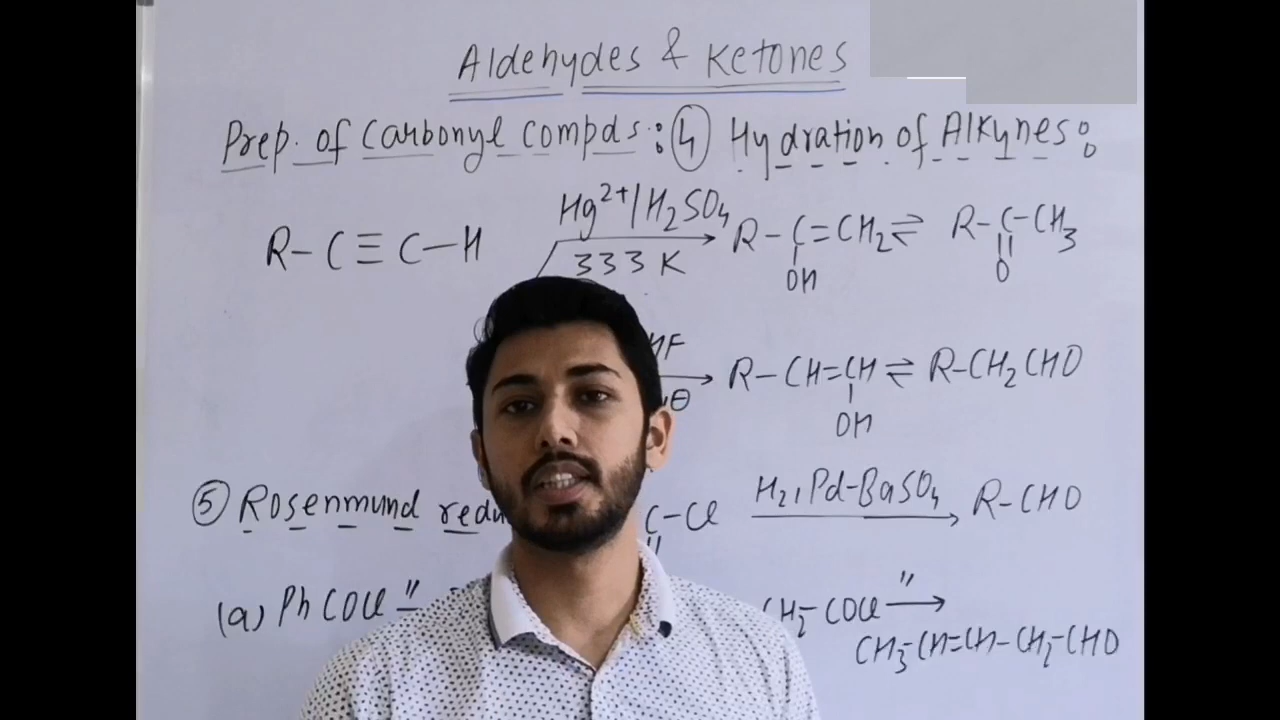 Aldehydes & Ketones
Prep. of Carbonyl Compds: ④ Hydration of Alkynes:
R-C≡C-H Hg²⁺/H₂SO₄ 333 K R-C=CH₂ ⇌ R-C-CH₃
OH O
R-CH=CH ⇌ R-CH₂CHO
OH
⑤ Rosenmund C-Cl H₂, Pd-BaSO₄ R-CHO
(a) PhCOCl " CH₂-COCl "
CH₃-CH=CH-CH₂-CHO